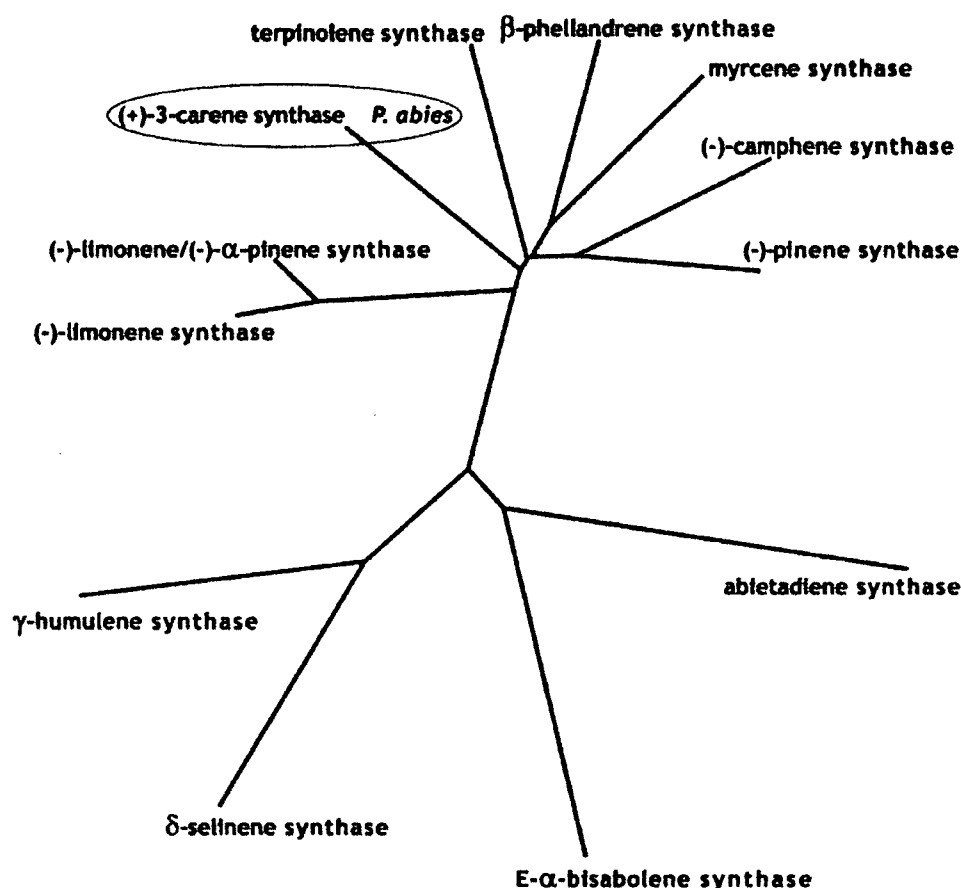 terpinolene synthase
β-phellandrene synthase
myrcene synthase
(+)-3-carene synthase P. abies
(-)-camphene synthase
(-)-limonene/(-)-α-pinene synthase
(-)-pinene synthase
(-)-limonene synthase
abietadiene synthase
γ-humulene synthase
δ-selinene synthase
E-α-bisabolene synthase